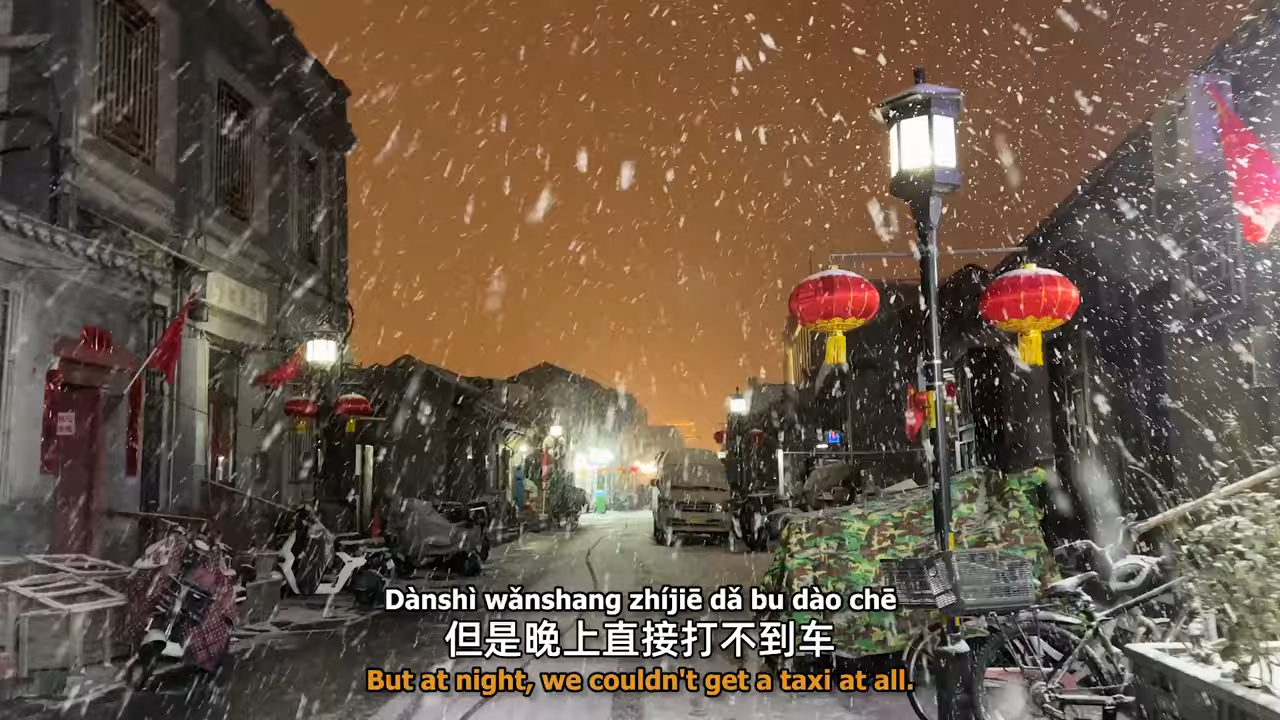 Dànshì wǎnshang zhíjiē dǎ bu dào chē
但是晚上直接打不到车
But at night, we couldn't get a taxi at all.